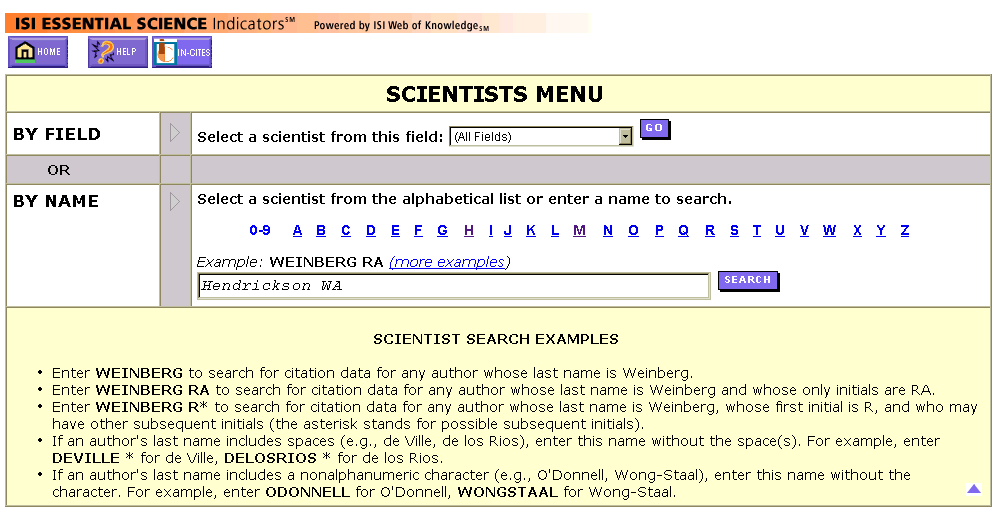 ISI ESSENTIAL SCIENCE Indicators℠ Powered by ISI Web of Knowledge℠
HOME HELP IN-CITES
SCIENTISTS MENU
BY FIELD Select a scientist from this field: (All Fields) GO
OR
BY NAME Select a scientist from the alphabetical list or enter a name to search.
0-9 A B C D E F G H I J K L M N O P Q R S T U V W X Y Z
Example: WEINBERG RA (more examples)
Hendrickson WA SEARCH
SCIENTIST SEARCH EXAMPLES
• Enter WEINBERG to search for citation data for any author whose last name is Weinberg.
• Enter WEINBERG RA to search for citation data for any author whose last name is Weinberg and whose only initials are RA.
• Enter WEINBERG R* to search for citation data for any author whose last name is Weinberg, whose first initial is R, and who may
have other subsequent initials (the asterisk stands for possible subsequent initials).
• If an author's last name includes spaces (e.g., de Ville, de los Rios), enter this name without the space(s). For example, enter
DEVILLE * for de Ville, DELOSRIOS * for de los Rios.
• If an author's last name includes a nonalphanumeric character (e.g., O'Donnell, Wong-Staal), enter this name without the
character. For example, enter ODONNELL for O'Donnell, WONGSTAAL for Wong-Staal.